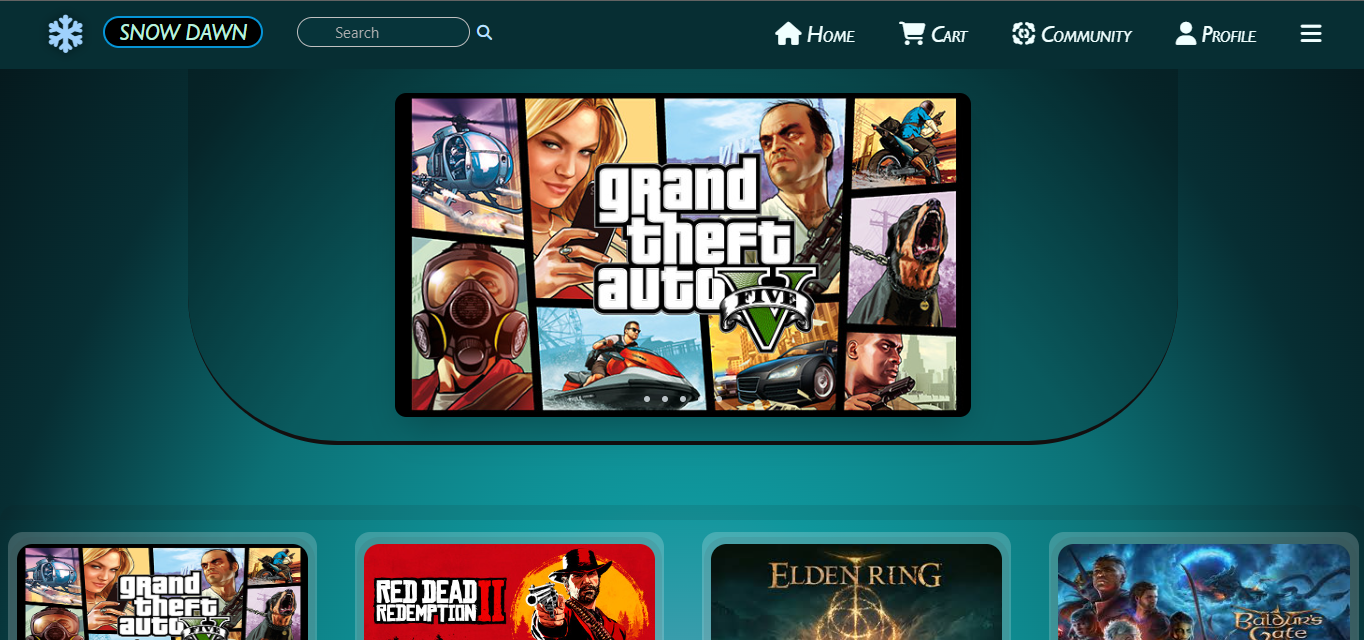 SNOW DAWN
Search
Home
Cart
Community
Profile
grand
theft
auto V
FIVE
grand
theft
auto V
FIVE
RED DEAD
REDEMPTION II
ELDEN RING
Baldur's
Gate